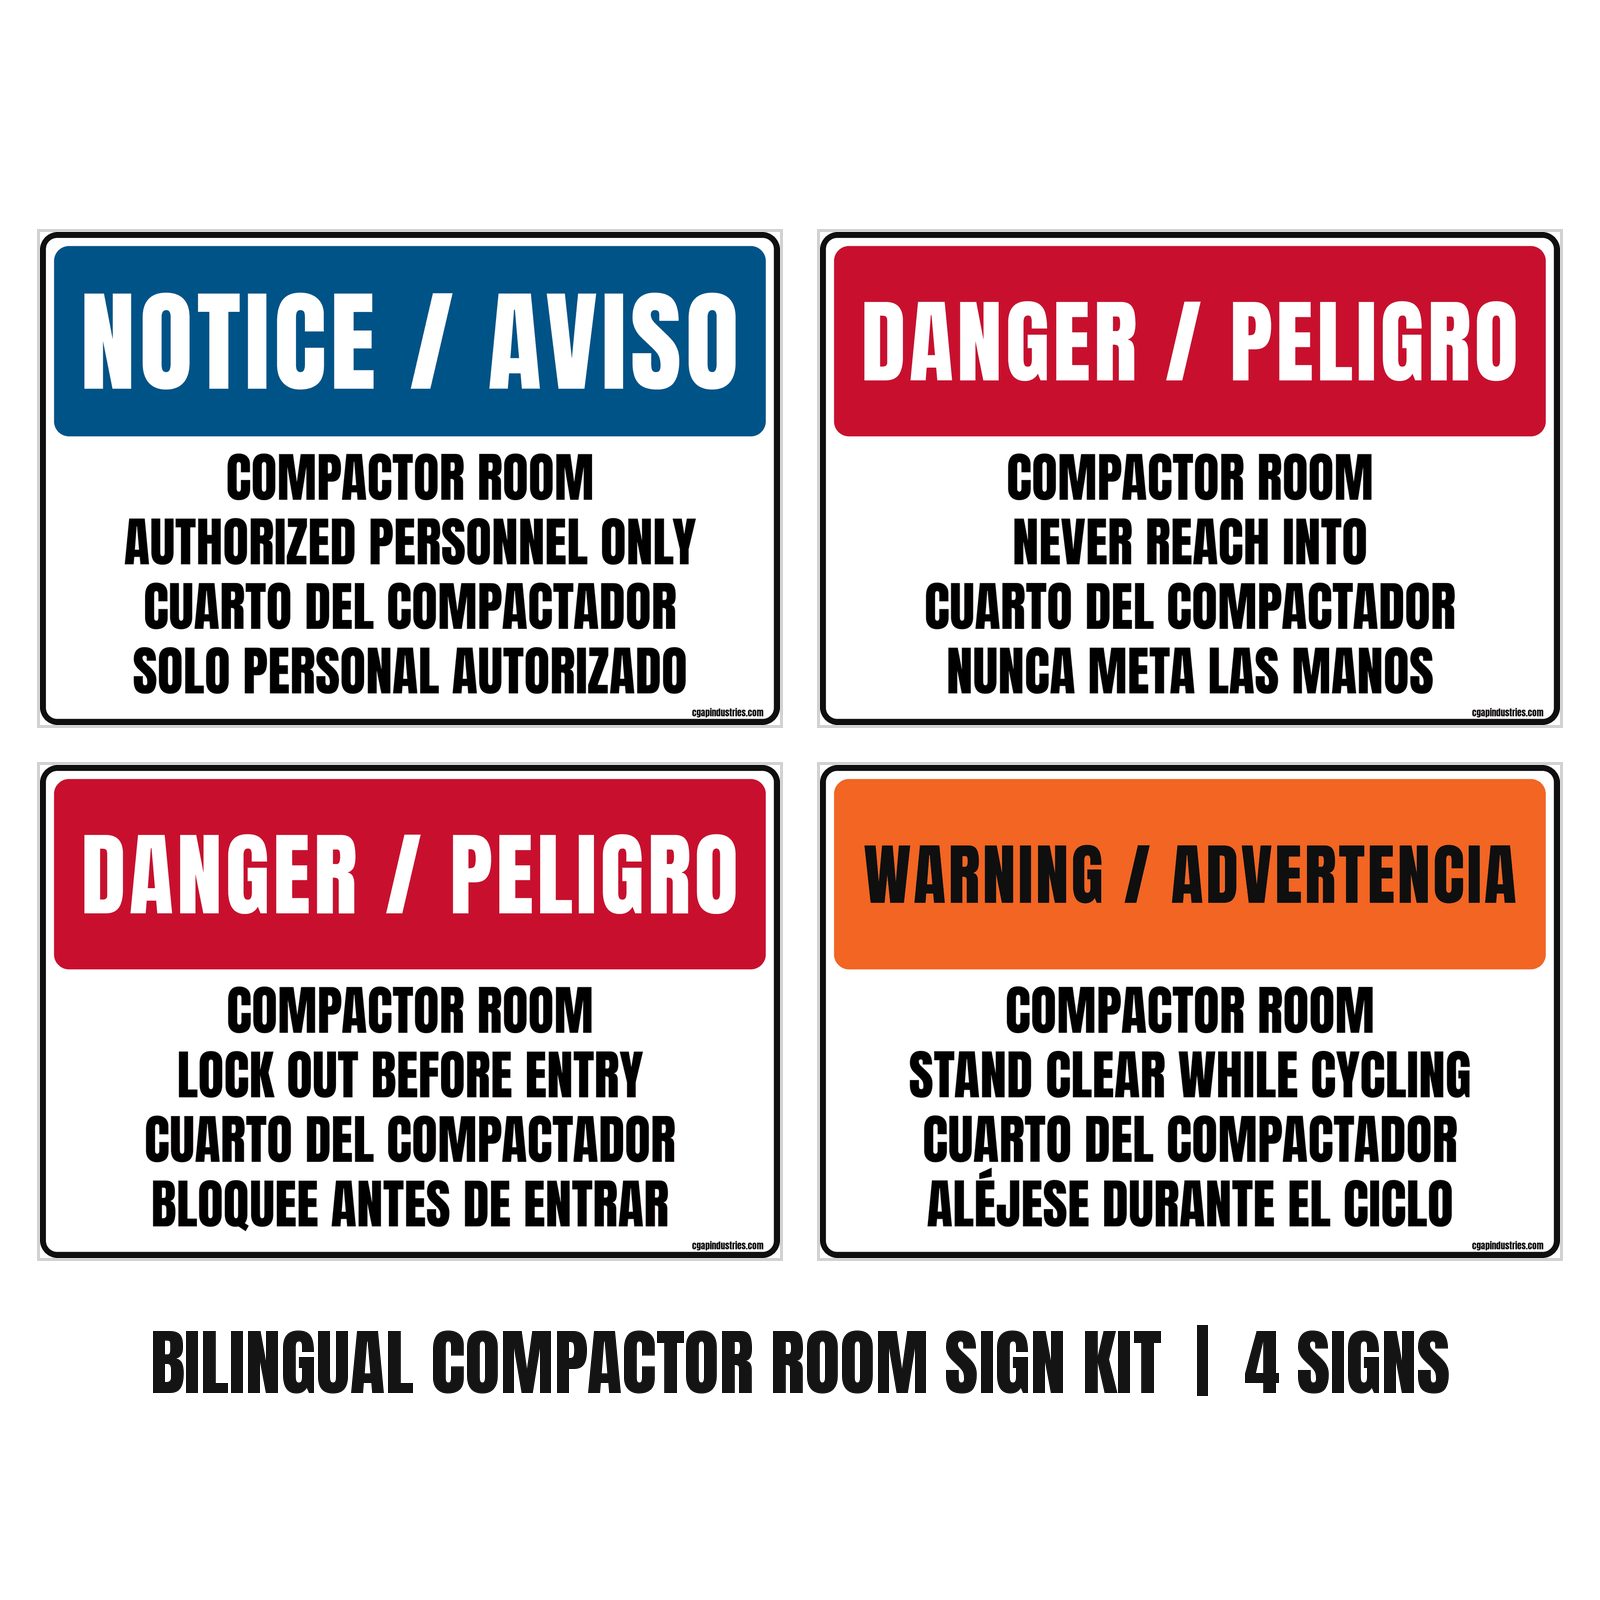 NOTICE / AVISO
COMPACTOR ROOM
AUTHORIZED PERSONNEL ONLY
CUARTO DEL COMPACTADOR
SOLO PERSONAL AUTORIZADO
cgapindustries.com
DANGER / PELIGRO
COMPACTOR ROOM
NEVER REACH INTO
CUARTO DEL COMPACTADOR
NUNCA META LAS MANOS
cgapindustries.com
DANGER / PELIGRO
COMPACTOR ROOM
LOCK OUT BEFORE ENTRY
CUARTO DEL COMPACTADOR
BLOQUEE ANTES DE ENTRAR
cgapindustries.com
WARNING / ADVERTENCIA
COMPACTOR ROOM
STAND CLEAR WHILE CYCLING
CUARTO DEL COMPACTADOR
ALÉJESE DURANTE EL CICLO
cgapindustries.com
BILINGUAL COMPACTOR ROOM SIGN KIT | 4 SIGNS